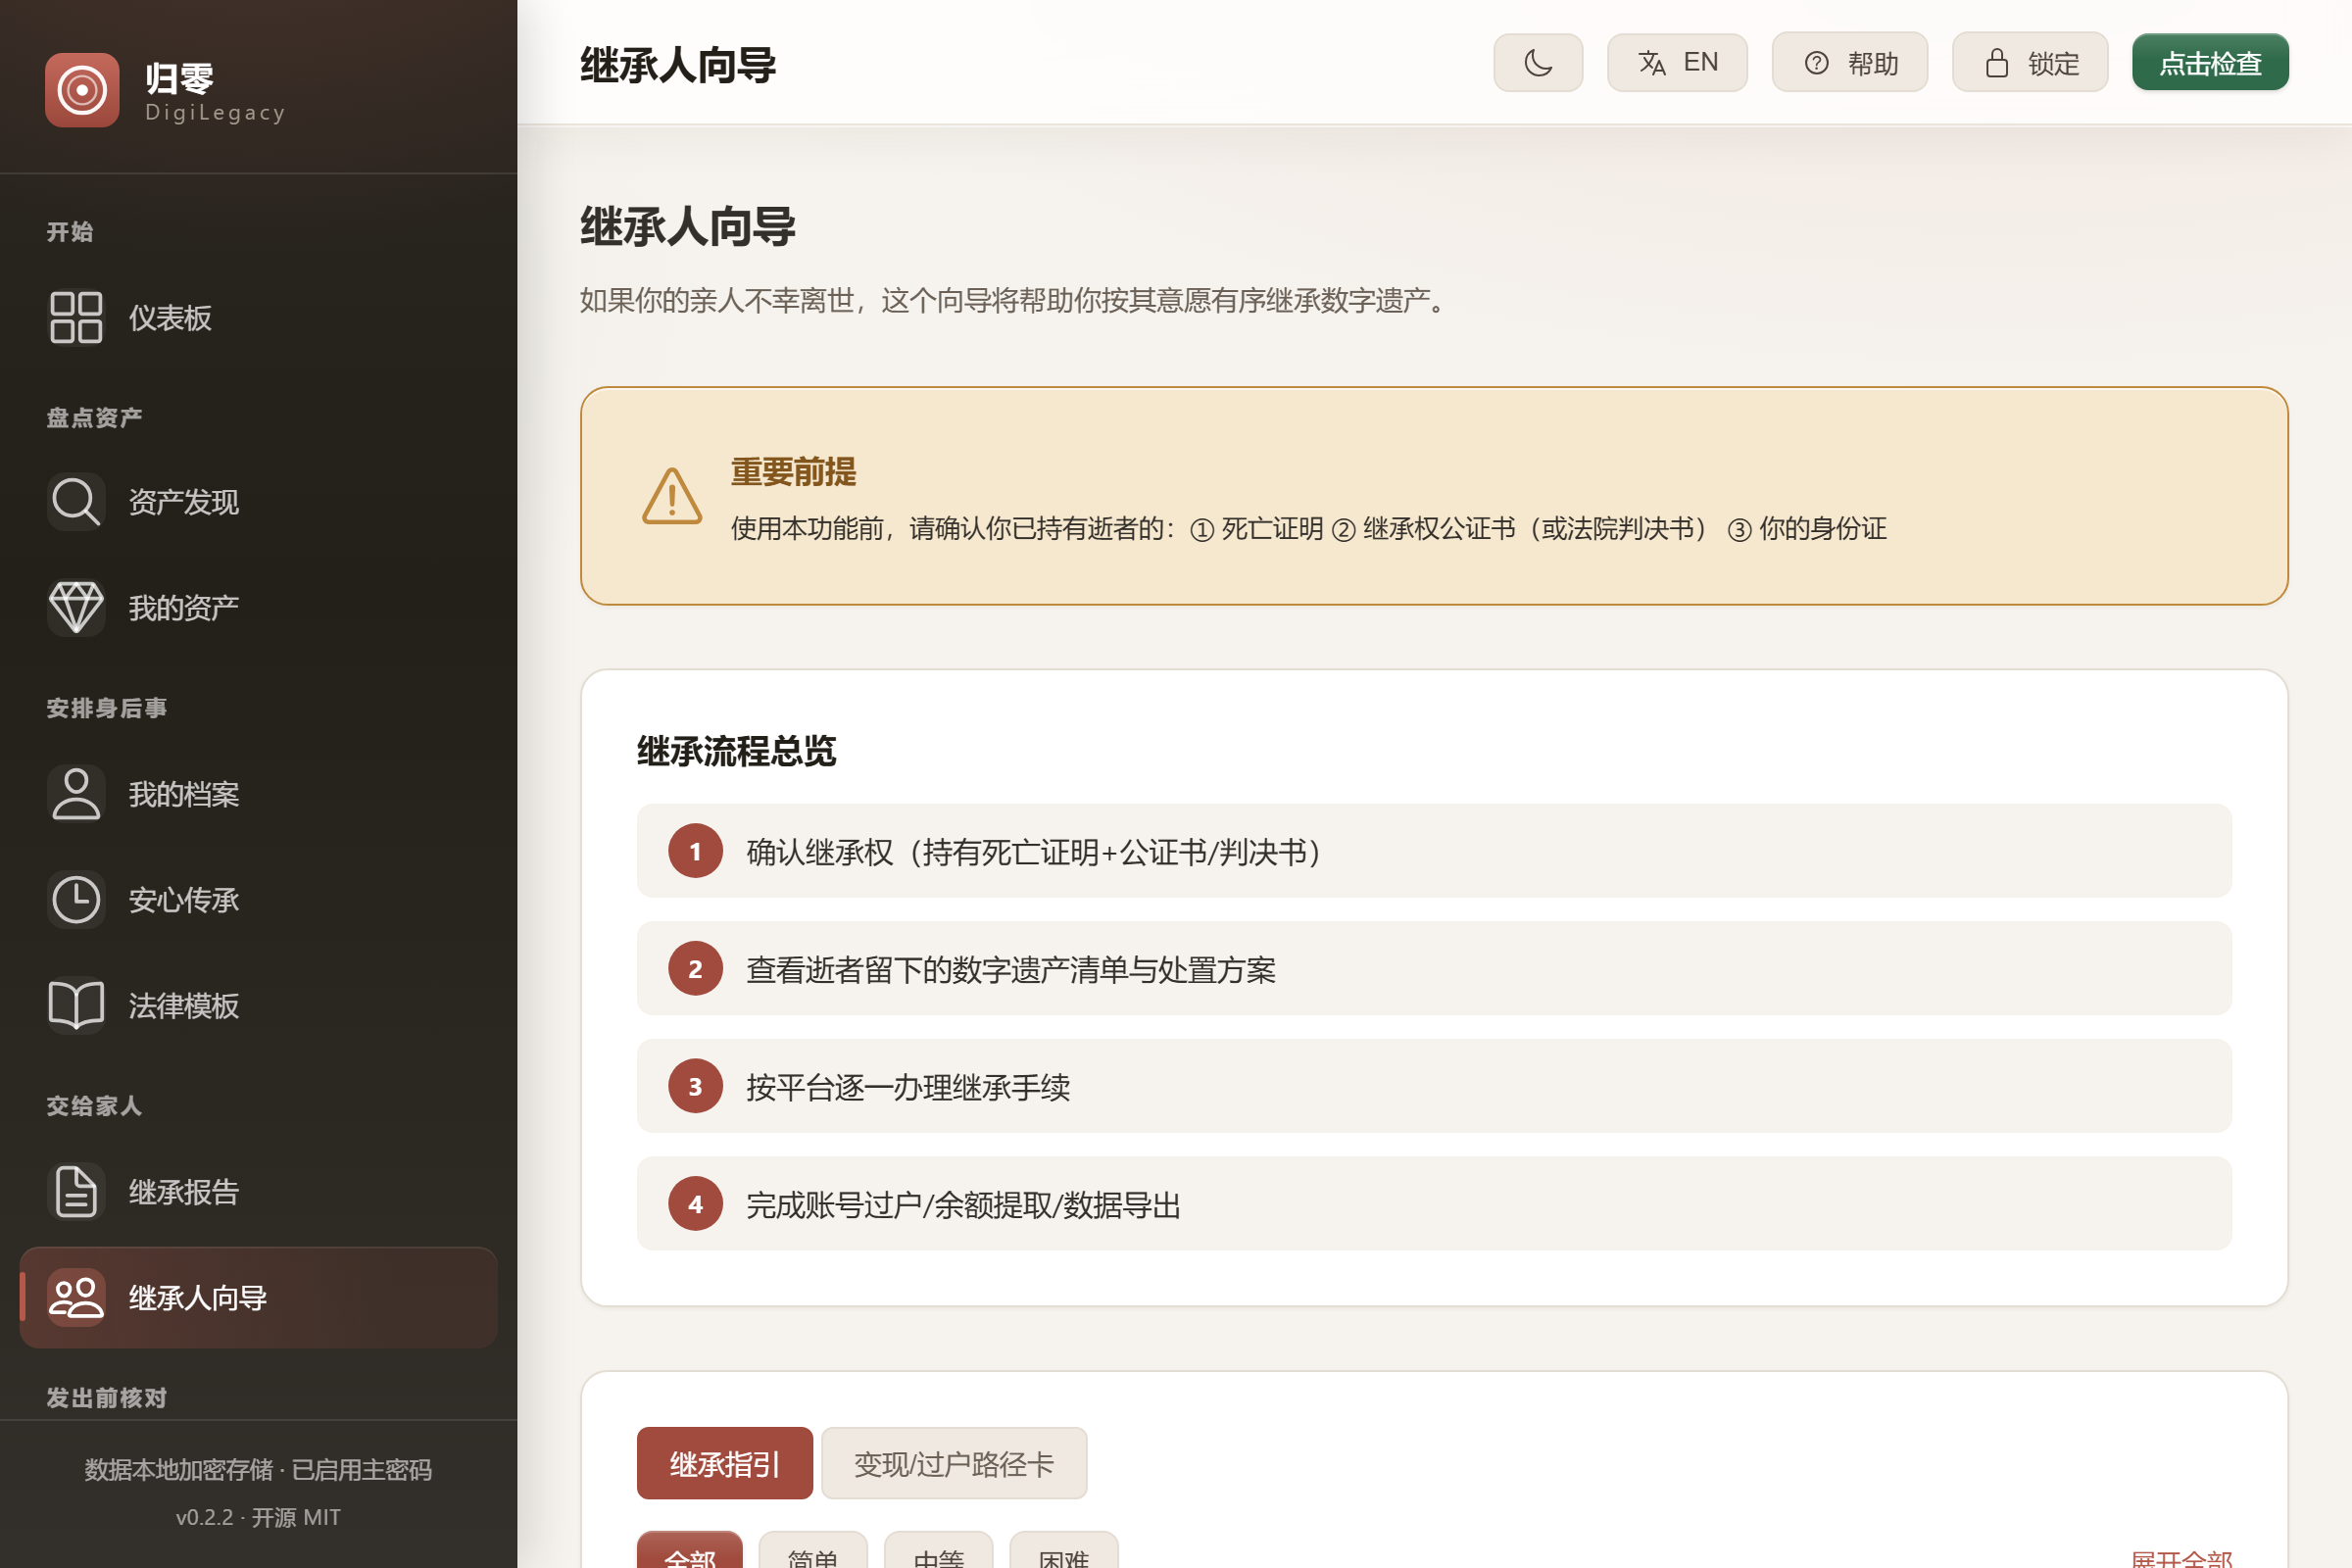 归零
DigiLegacy
开始
仪表板
盘点资产
资产发现
我的资产
安排身后事
我的档案
安心传承
法律模板
交给家人
继承报告
继承人向导
发出前核对
数据本地加密存储 · 已启用主密码
v0.2.2 · 开源 MIT
继承人向导
EN
帮助
锁定
点击检查
继承人向导
如果你的亲人不幸离世，这个向导将帮助你按其意愿有序继承数字遗产。
重要前提
使用本功能前，请确认你已持有逝者的：① 死亡证明 ② 继承权公证书（或法院判决书） ③ 你的身份证
继承流程总览
1 确认继承权（持有死亡证明+公证书/判决书）
2 查看逝者留下的数字遗产清单与处置方案
3 按平台逐一办理继承手续
4 完成账号过户/余额提取/数据导出
继承指引 变现/过户路径卡
全部 简单 中等 困难 展开全部